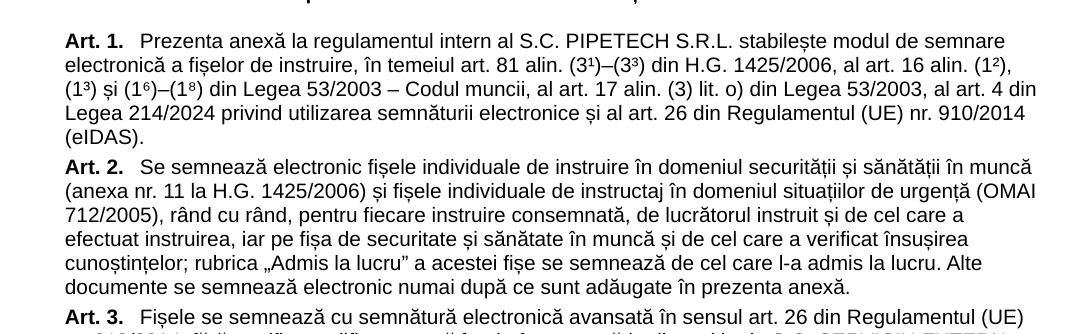 Art. 1. Prezenta anexă la regulamentul intern al S.C. PIPETECH S.R.L. stabilește modul de semnare
electronică a fișelor de instruire, în temeiul art. 81 alin. (3¹)–(3³) din H.G. 1425/2006, al art. 16 alin. (1²),
(1³) și (1⁶)–(1⁸) din Legea 53/2003 – Codul muncii, al art. 17 alin. (3) lit. o) din Legea 53/2003, al art. 4 din
Legea 214/2024 privind utilizarea semnăturii electronice și al art. 26 din Regulamentul (UE) nr. 910/2014
(eIDAS).
Art. 2. Se semnează electronic fișele individuale de instruire în domeniul securității și sănătății în muncă
(anexa nr. 11 la H.G. 1425/2006) și fișele individuale de instructaj în domeniul situațiilor de urgență (OMAI
712/2005), rând cu rând, pentru fiecare instruire consemnată, de lucrătorul instruit și de cel care a
efectuat instruirea, iar pe fișa de securitate și sănătate în muncă și de cel care a verificat însușirea
cunoștințelor; rubrica „Admis la lucru” a acestei fișe se semnează de cel care l-a admis la lucru. Alte
documente se semnează electronic numai după ce sunt adăugate în prezenta anexă.
Art. 3. Fișele se semnează cu semnătură electronică avansată în sensul art. 26 din Regulamentul (UE)